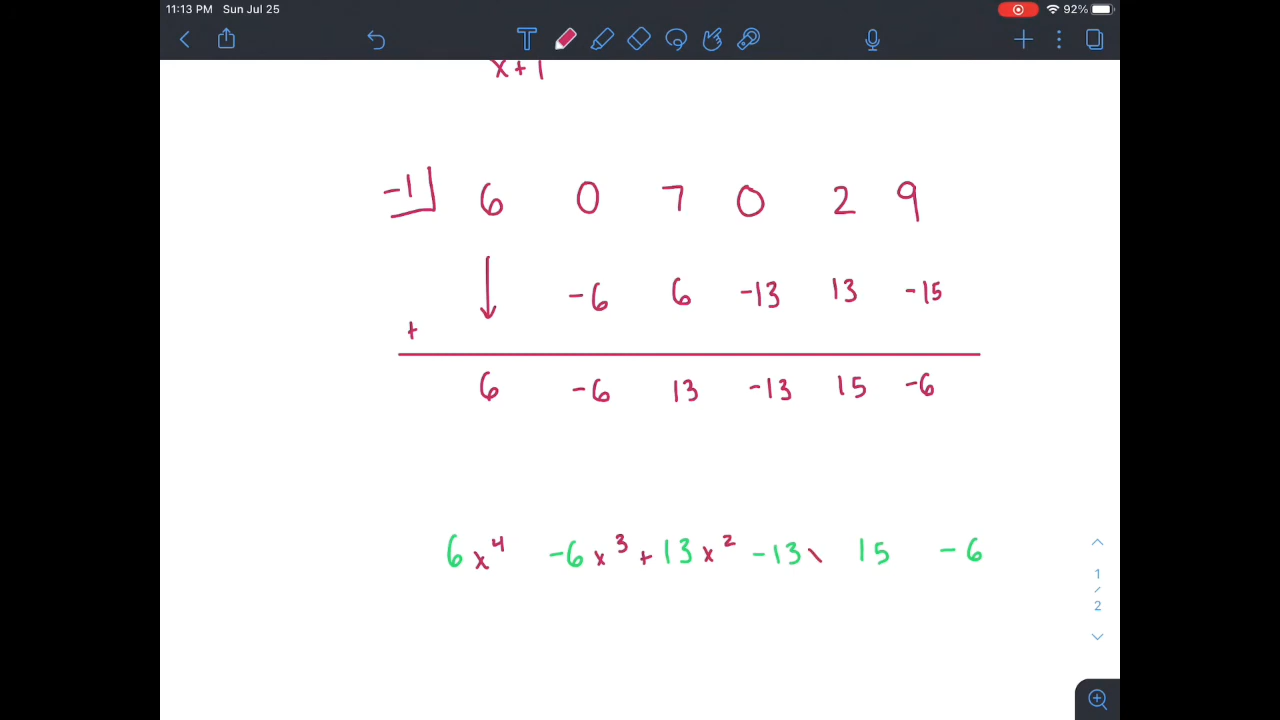 11:13 PM Sun Jul 25 92%
T
x+1
-1 6 0 7 0 2 9
-6 6 -13 13 -15
+
6 -6 13 -13 15 -6
6x⁴ -6x³ + 13x² -13 \ 15 -6
1
/
2